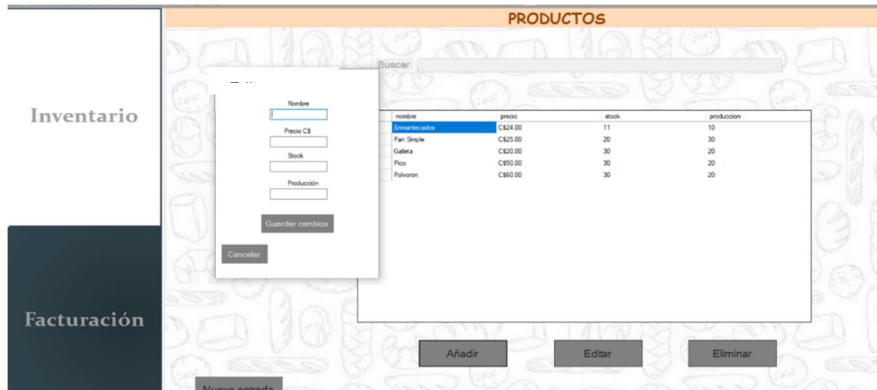 PRODUCTOS
Buscar
Inventario
Facturación
Nombre
Precio C$
Stock
Producción
Guardar cambios
Cancelar
nombre precio stock produccion
Enmantecados C$24.00 11 10
Pan Simple C$25.00 20 30
Galleta C$20.00 30 20
Pico C$50.00 30 20
Polvoron C$60.00 30 20
Añadir Editar Eliminar
Nueva entrada